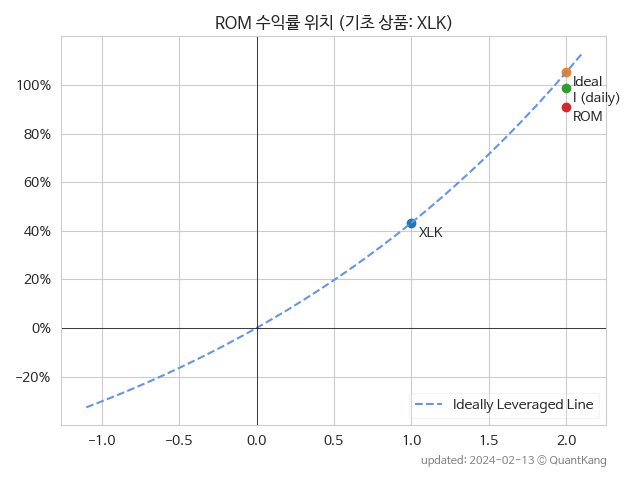 ROM 수익률 위치 (기초 상품: XLK)
100%
80%
60%
40%
20%
0%
−20%
Ideal
I (daily)
ROM
XLK
Ideally Leveraged Line
−1.0 −0.5 0.0 0.5 1.0 1.5 2.0
updated: 2024-02-13 © QuantKang